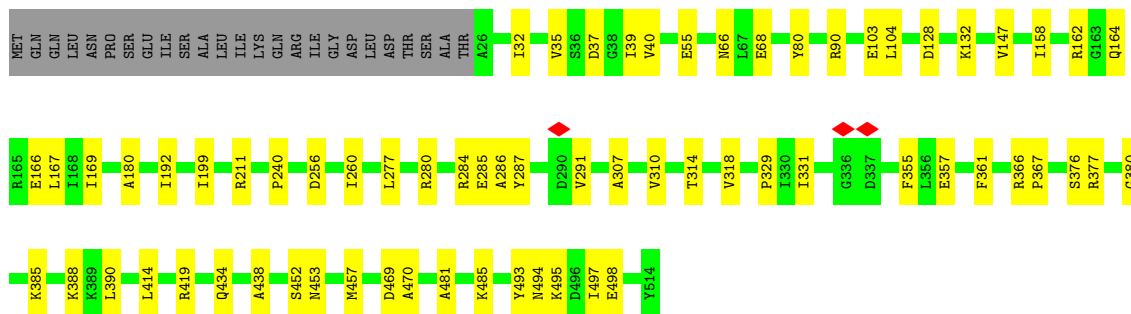 MET GLN GLN LEU PRO ASN SER GLU ILE SER ALA LEU ILE LYS GLN ARG ILE GLY ASP LEU ASP THR SER ALA THR A26 I32 V35 S36 D37 G38 I39 V40 E55 N66 L67 E68 Y80 R90 E103 L104 D128 K132 V147 I158 R162 G163 Q164
R165 E166 L167 I168 I169 A180 I192 I199 R211 P240 D256 I260 L277 R280 R284 E285 A286 Y287 D290 V291 A307 V310 T314 V318 P329 I330 I331 G336 D337 F355 L356 E357 F361 R366 P367 S376 R377 G380
K385 K388 K389 L390 L414 R419 Q434 A438 S452 N453 M457 D469 A470 A481 K485 Y493 N494 K495 D496 I497 E498 Y514